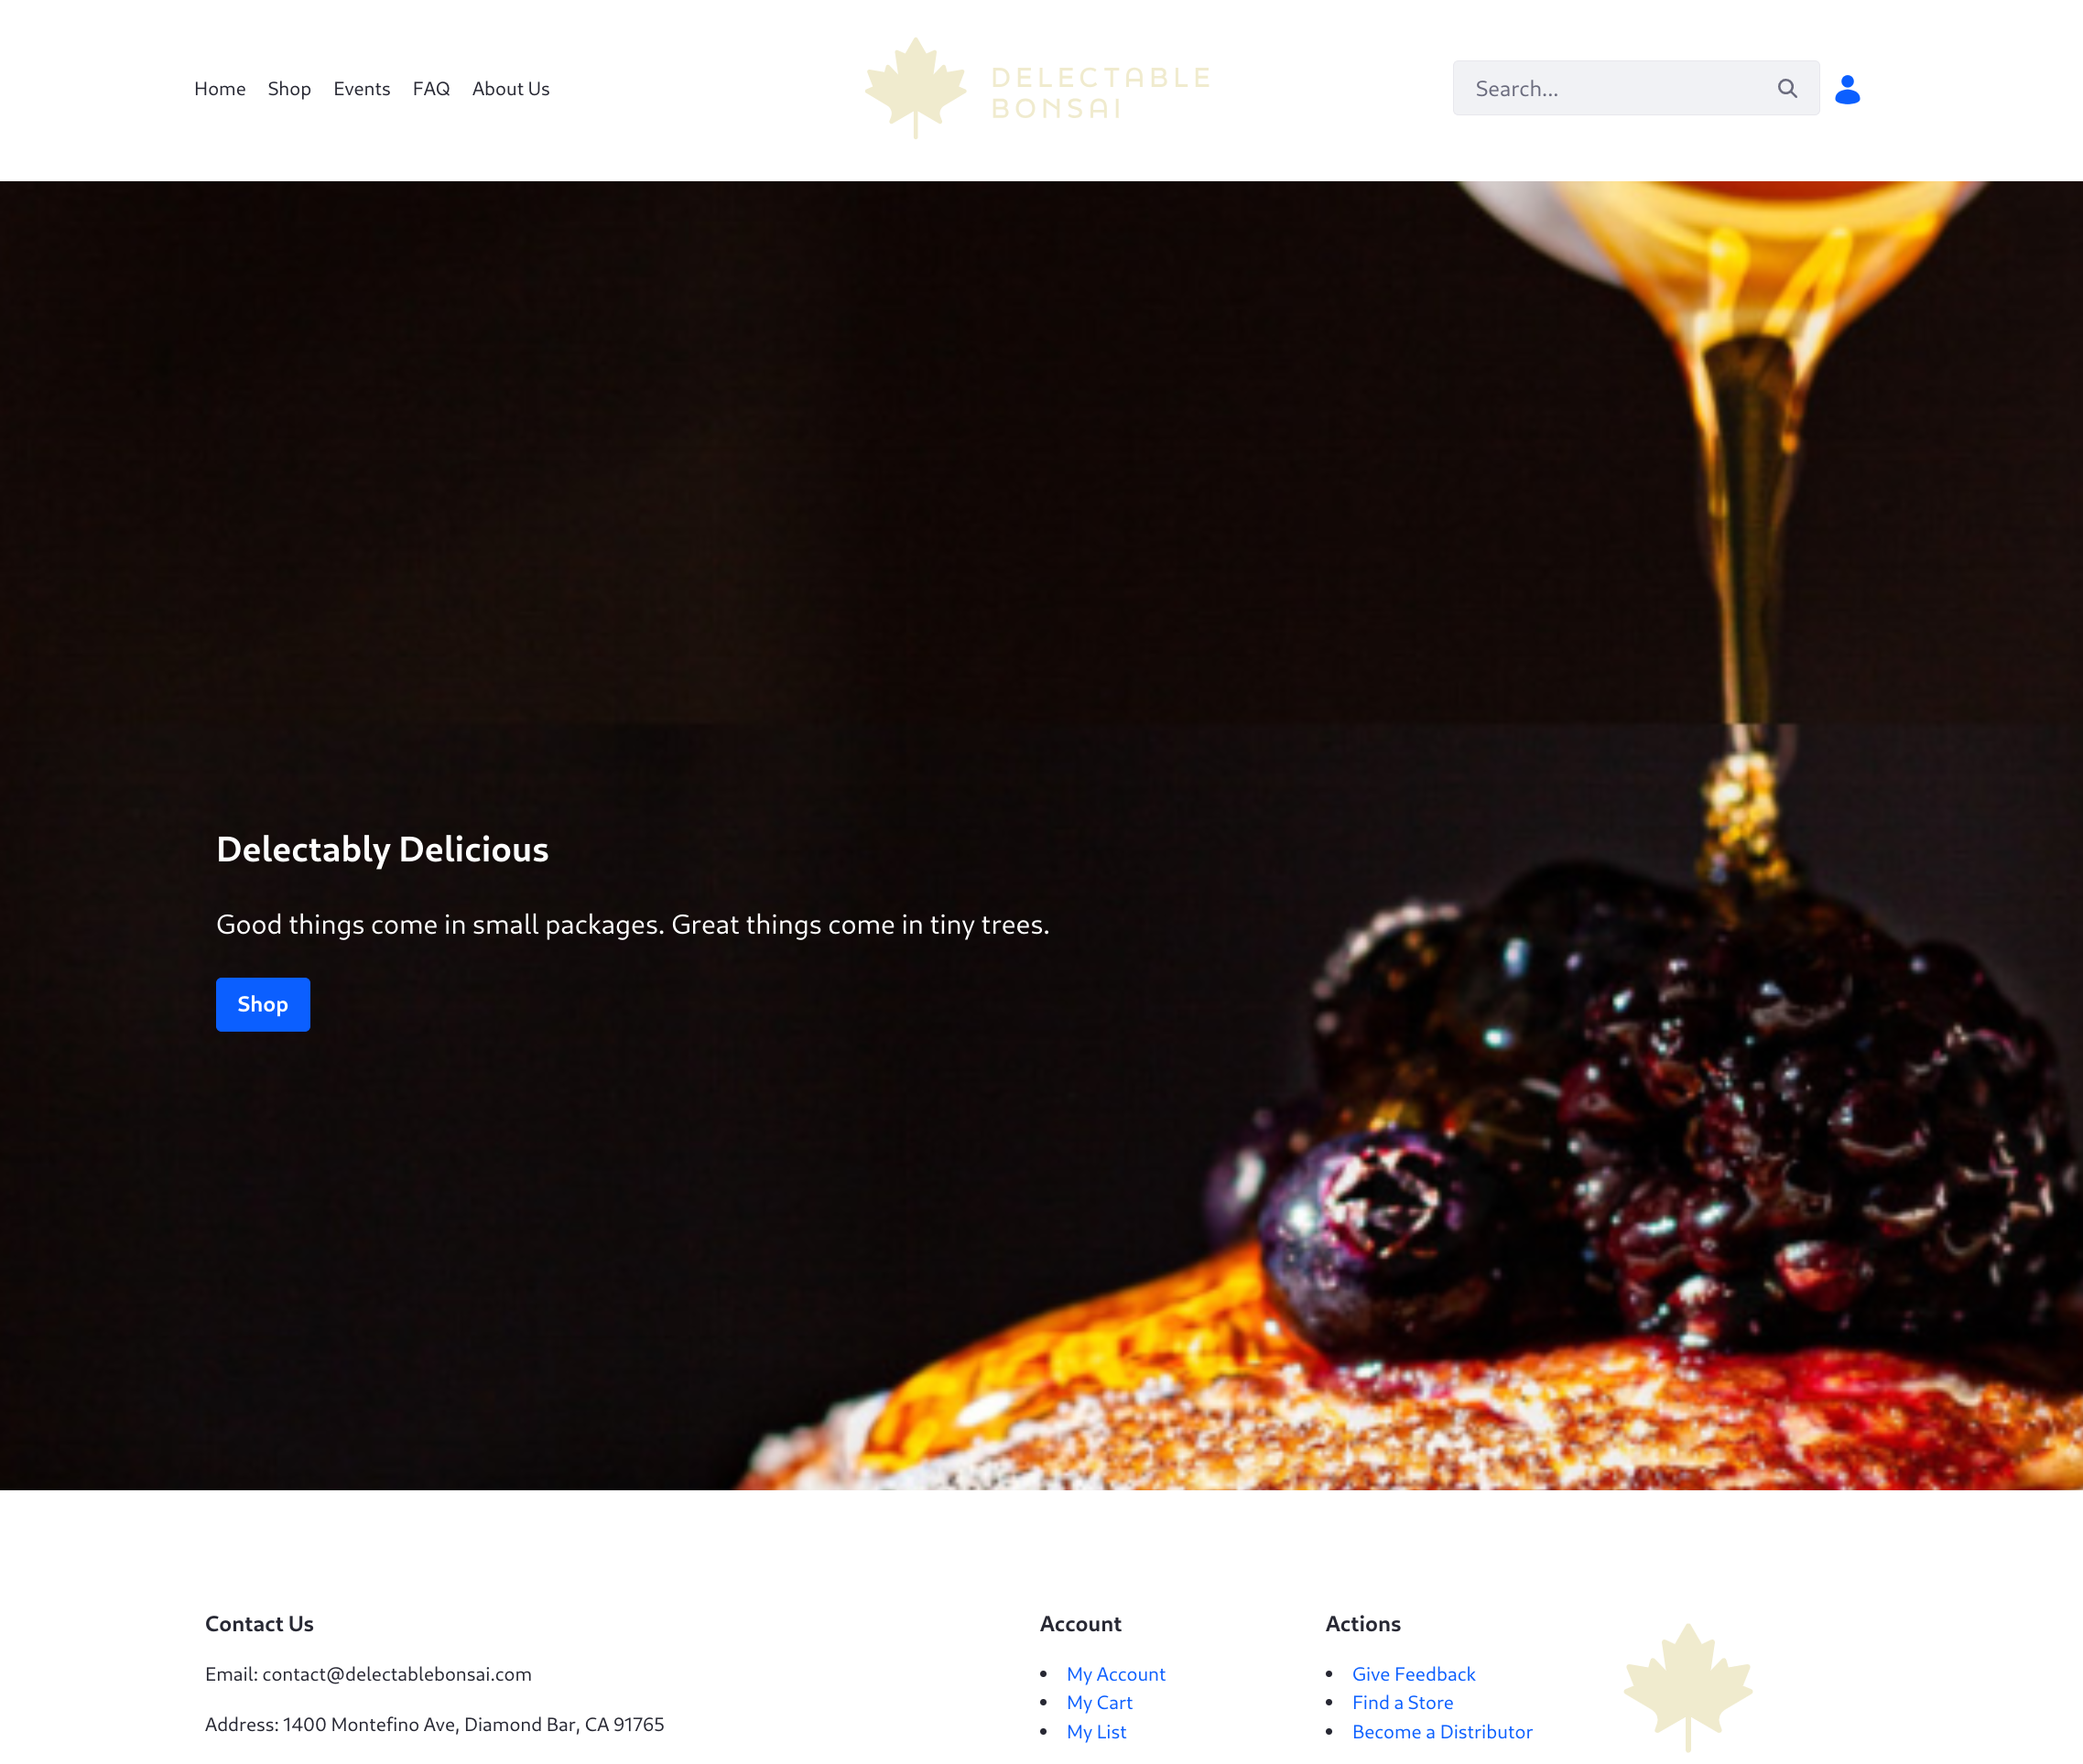 Home Shop Events FAQ About Us
DELECTABLE
BONSAI
Search...
Delectably Delicious
Good things come in small packages. Great things come in tiny trees.
Shop
Contact Us
Email: contact@delectablebonsai.com
Address: 1400 Montefino Ave, Diamond Bar, CA 91765
Account
My Account
My Cart
My List
Actions
Give Feedback
Find a Store
Become a Distributor